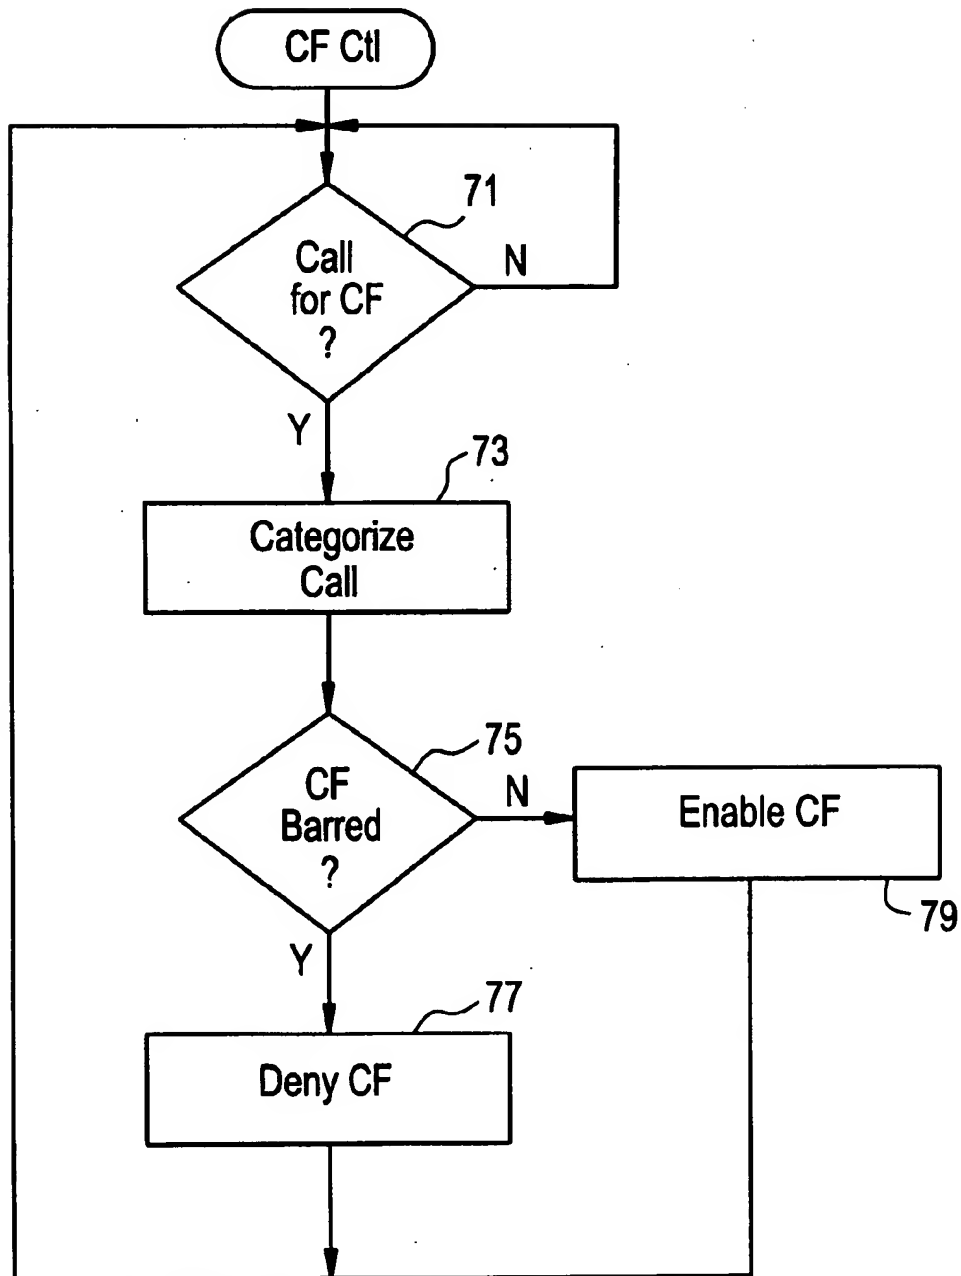 CF Ctl
71
Call
for CF
?
N
Y
73
Categorize
Call
75
CF
Barred
?
N
Enable CF
79
Y
77
Deny CF